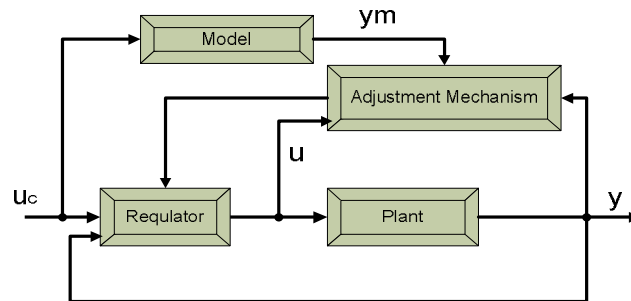 ym
Model
Adjustment Mechanism
u
uc
Requlator
Plant
y